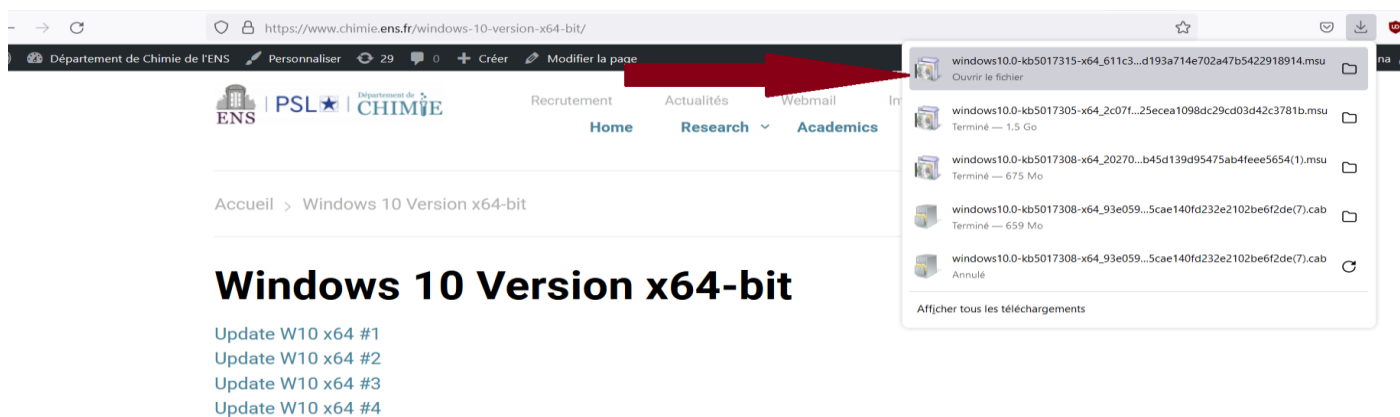 https://www.chimie.ens.fr/windows-10-version-x64-bit/
Département de Chimie de l'ENS Personnaliser 29 0 Créer Modifier la page
windows10.0-kb5017315-x64_611c3...d193a714e702a47b5422918914.msu
Ouvrir le fichier
windows10.0-kb5017305-x64_2c07f...25ecea1098dc29cd03d42c3781b.msu
Terminé — 1,5 Go
windows10.0-kb5017308-x64_20270...b45d139d95475ab4feee5654(1).msu
Terminé — 675 Mo
windows10.0-kb5017308-x64_93e059...5cae140fd232e2102be6f2de(7).cab
Terminé — 659 Mo
windows10.0-kb5017308-x64_93e059...5cae140fd232e2102be6f2de(7).cab
Annulé
Afficher tous les téléchargements
ENS PSL Département de CHIMIE
Recrutement Actualités Webmail
Home Research Academics
Accueil > Windows 10 Version x64-bit
Windows 10 Version x64-bit
Update W10 x64 #1
Update W10 x64 #2
Update W10 x64 #3
Update W10 x64 #4